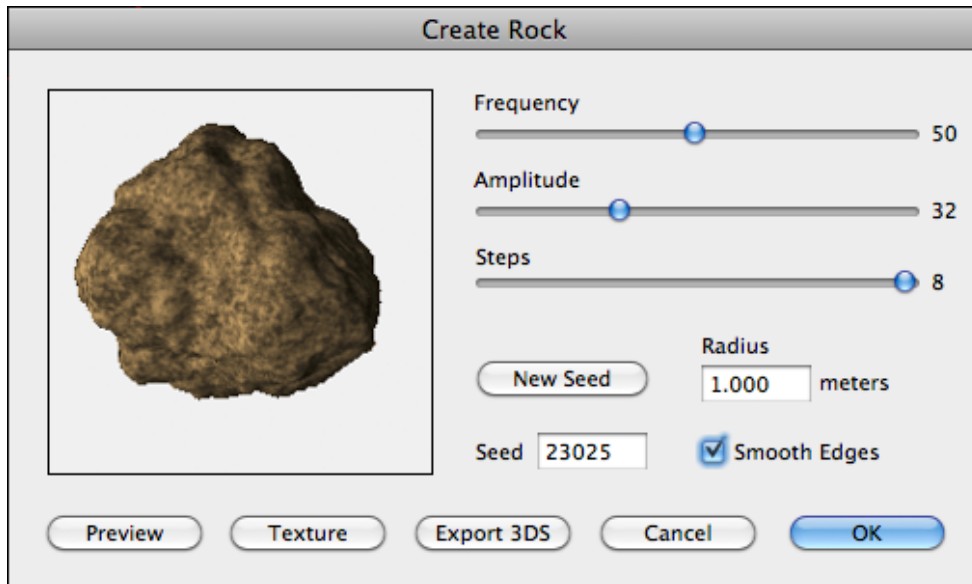 Create Rock
Frequency
50
Amplitude
32
Steps
8
New Seed
Radius
1.000 meters
Seed 23025
Smooth Edges
Preview Texture Export 3DS Cancel OK